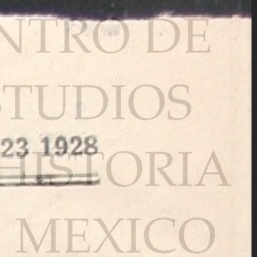 NTRO DE
STUDIOS
23 1928
HISTORIA
MEXICO